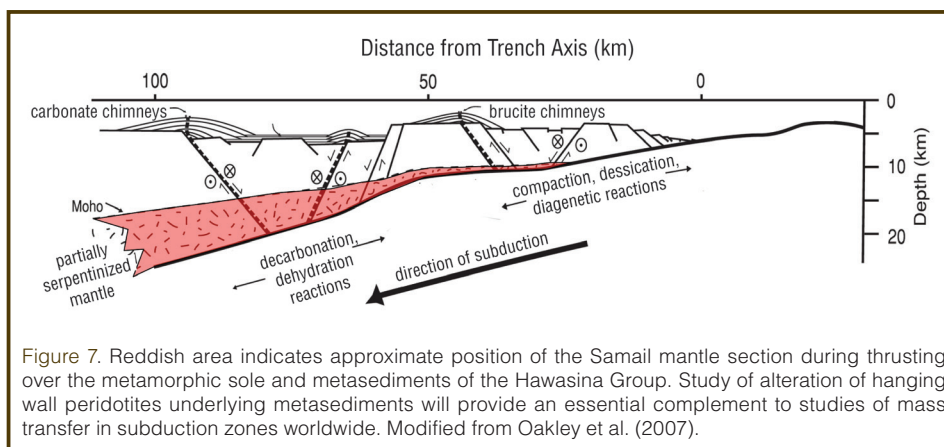 Distance from Trench Axis (km)
100 50 0
carbonate chimneys
brucite chimneys
0
10
20
Depth (km)
Moho
partially
serpentinized
mantle
decarbonation,
dehydration
reactions
compaction, dessication,
diagenetic reactions
direction of subduction
Figure 7. Reddish area indicates approximate position of the Samail mantle section during thrusting
over the metamorphic sole and metasediments of the Hawasina Group. Study of alteration of hanging
wall peridotites underlying metasediments will provide an essential complement to studies of mass
transfer in subduction zones worldwide. Modified from Oakley et al. (2007).